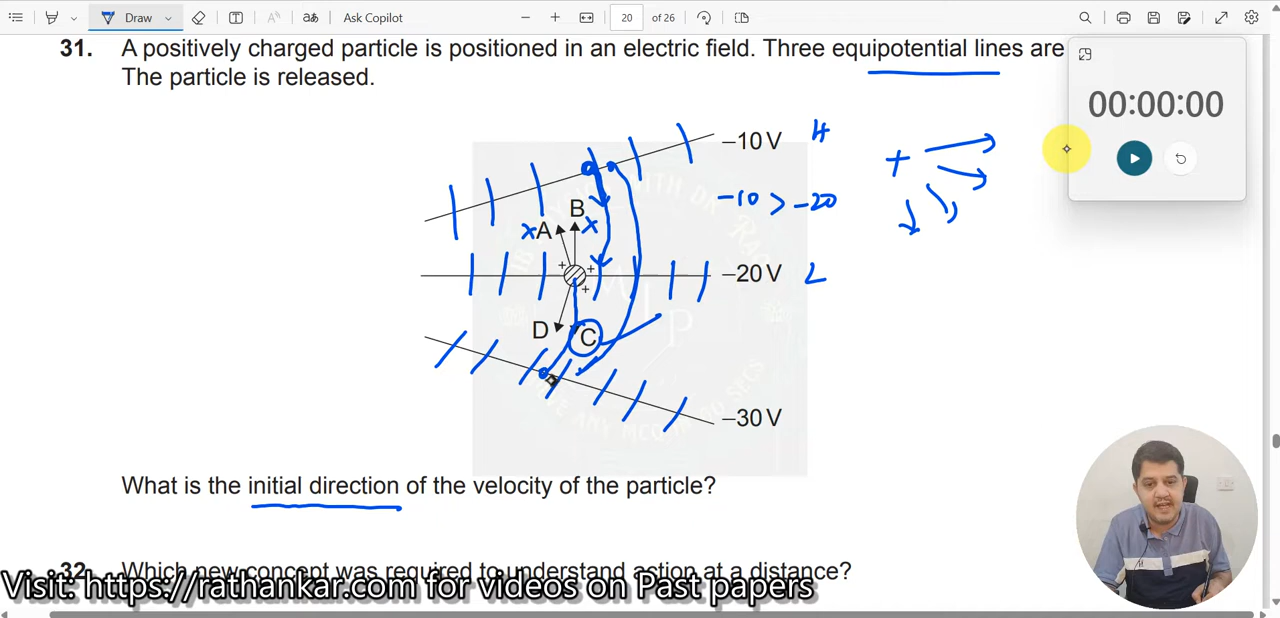 Draw
aあ
Ask Copilot
20 of 26
31. A positively charged particle is positioned in an electric field. Three equipotential lines are
The particle is released.
00:00:00
–10 V H
-10 > -20
+
B
x A x
+ + +
–20 V L
D C
–30 V
What is the initial direction of the velocity of the particle?
32. Which new concept was required to understand action at a distance?
Visit: https://rathankar.com for videos on Past papers